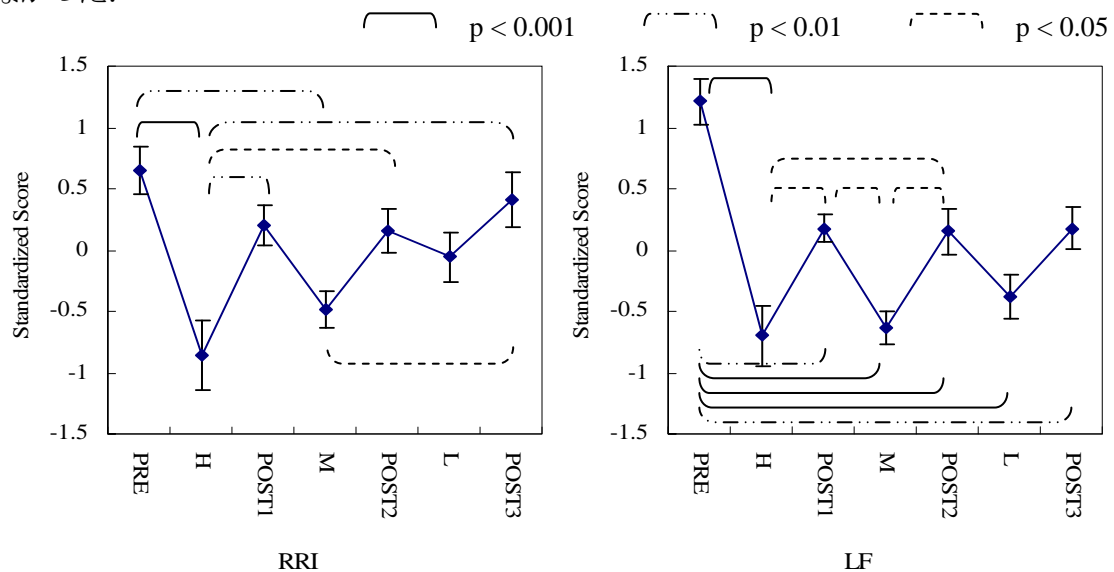 p < 0.001 p < 0.01 p < 0.05
1.5
1
0.5
0
-0.5
-1
-1.5
Standardized Score
PRE
H
POST1
M
POST2
L
POST3
RRI
1.5
1
0.5
0
-0.5
-1
-1.5
Standardized Score
PRE
H
POST1
M
POST2
L
POST3
LF